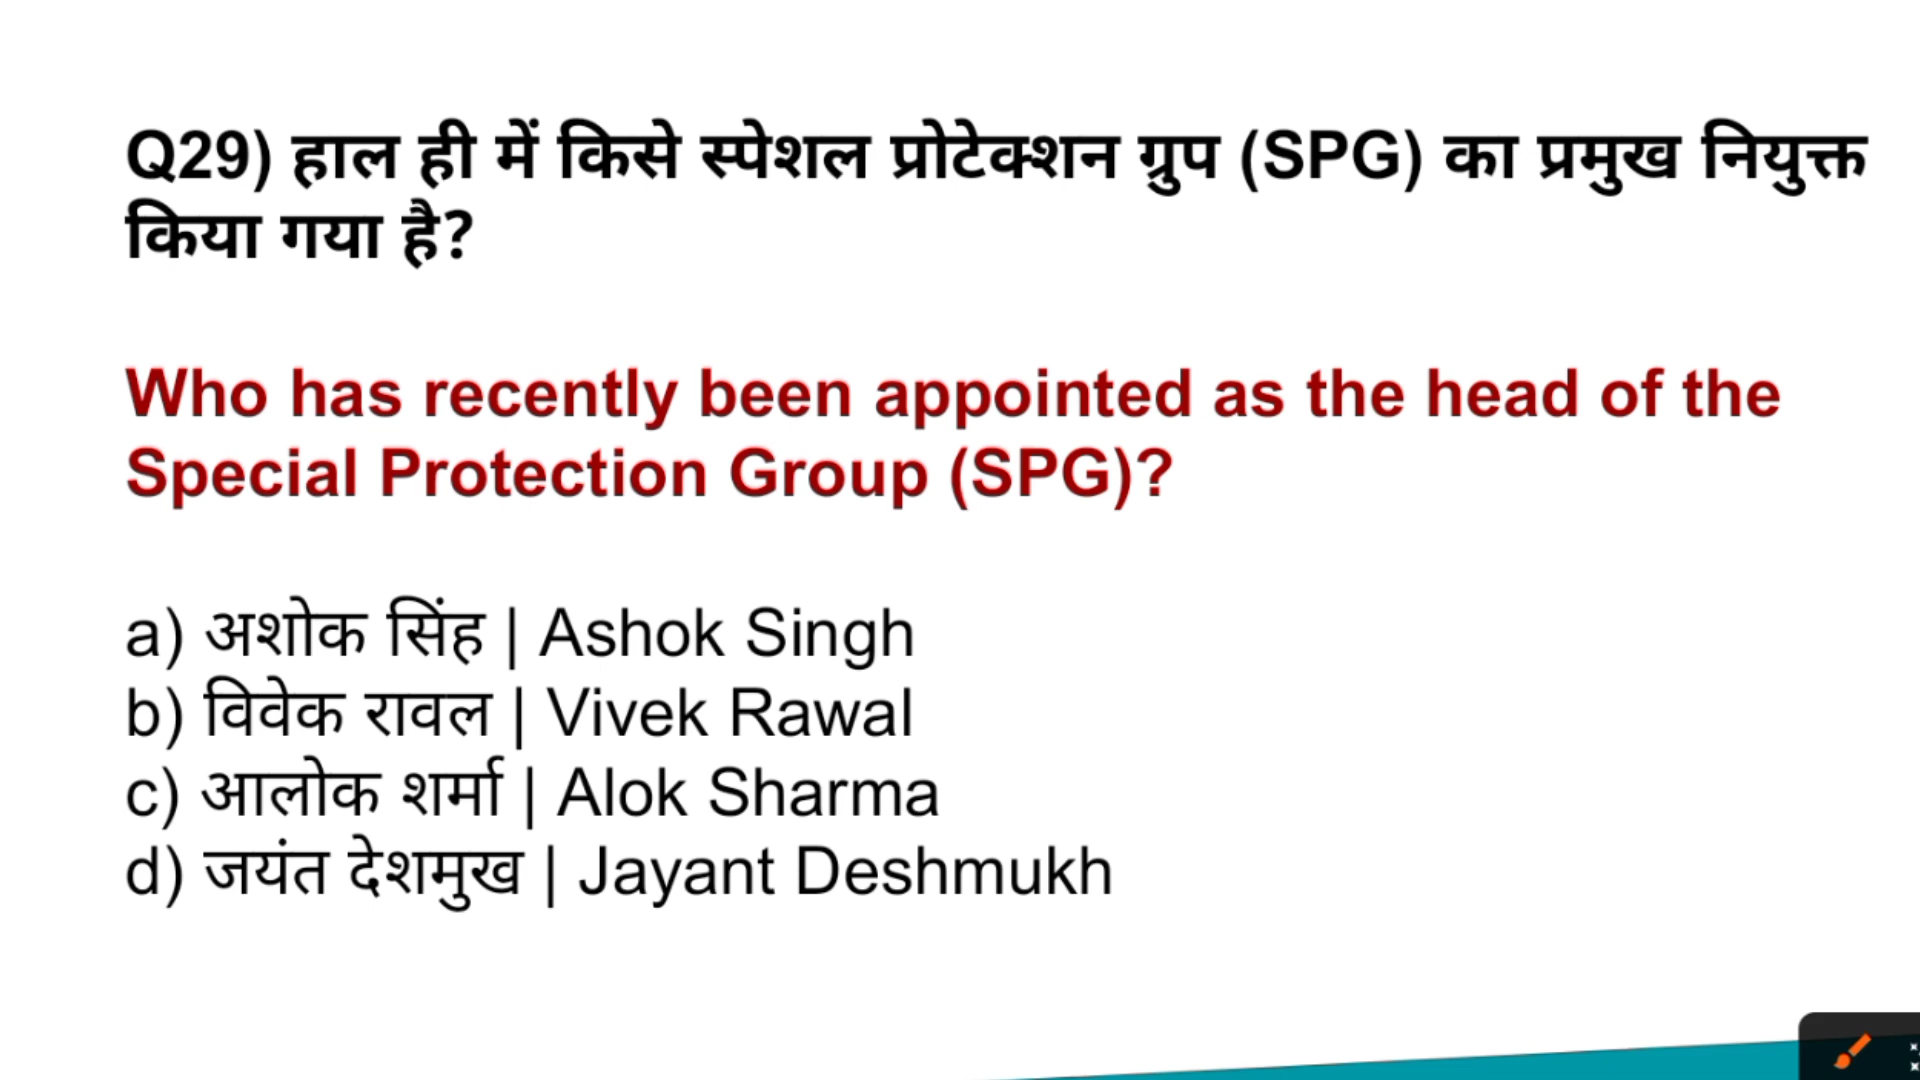 Q29) हाल ही में किसे स्पेशल प्रोटेक्शन ग्रुप (SPG) का प्रमुख नियुक्त
किया गया है?
Who has recently been appointed as the head of the
Special Protection Group (SPG)?
a) अशोक सिंह | Ashok Singh
b) विवेक रावल | Vivek Rawal
c) आलोक शर्मा | Alok Sharma
d) जयंत देशमुख | Jayant Deshmukh